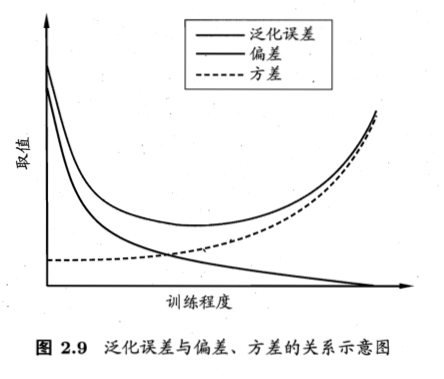 泛化误差
偏差
方差
取值
训练程度
图 2.9 泛化误差与偏差、方差的关系示意图